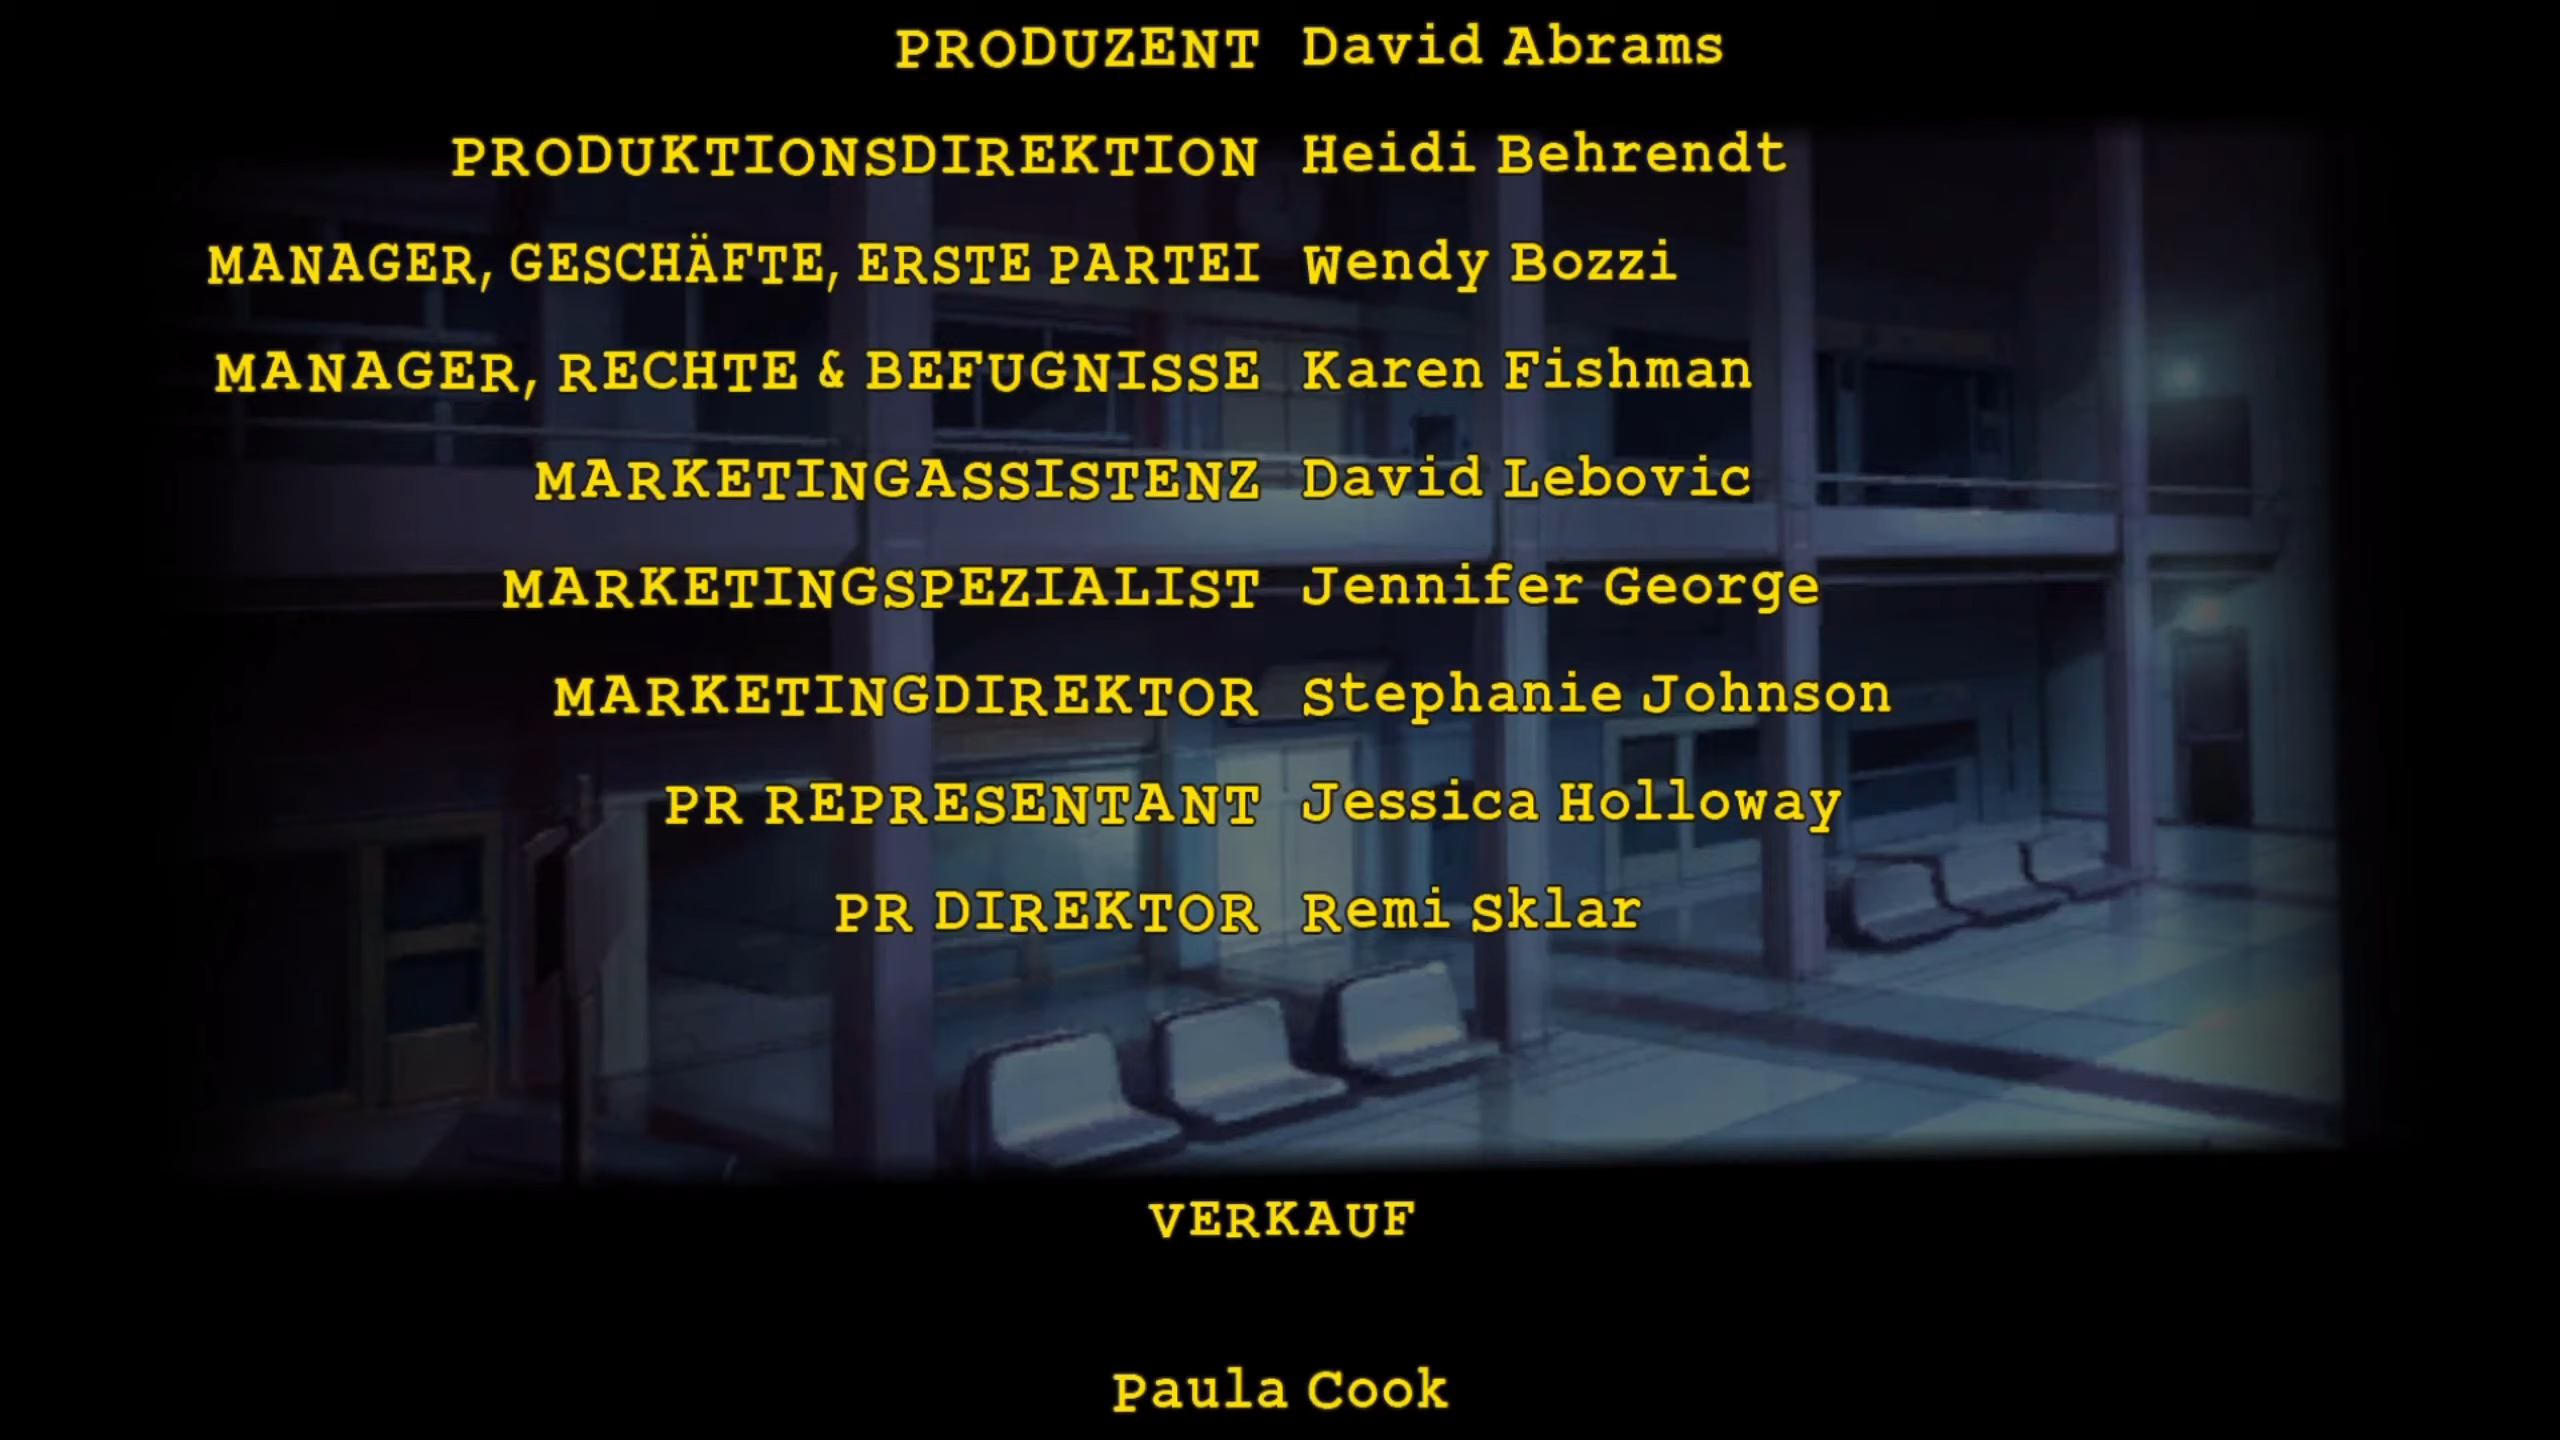 PRODUZENT David Abrams
PRODUKTIONSDIREKTION Heidi Behrendt
MANAGER, GESCHÄFTE, ERSTE PARTEI Wendy Bozzi
MANAGER, RECHTE & BEFUGNISSE Karen Fishman
MARKETINGASSISTENZ David Lebovic
MARKETINGSPEZIALIST Jennifer George
MARKETINGDIREKTOR Stephanie Johnson
PR REPRESENTANT Jessica Holloway
PR DIREKTOR Remi Sklar
VERKAUF
Paula Cook